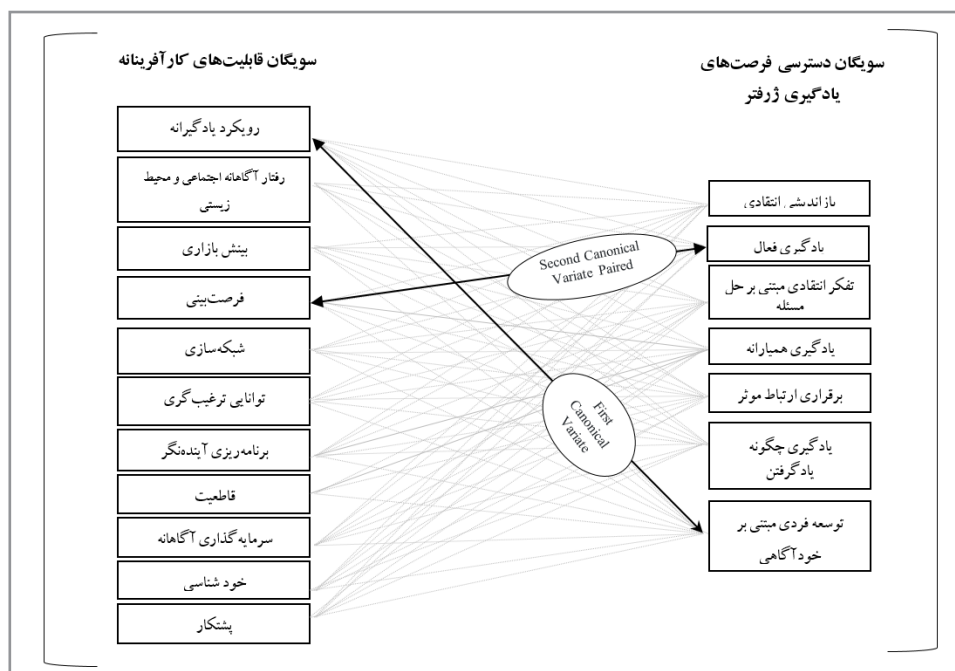 سویگان دسترسی فرصت‌های
یادگیری ژرفتر
بازاندیشی انتقادی
یادگیری فعال
تفکر انتقادی مبتنی بر حل
مسئله
یادگیری همیارانه
برقراری ارتباط موثر
یادگیری چگونه
یادگرفتن
توسعه فردی مبتنی بر
خودآگاهی
Second Canonical
Variate Paired
First
Canonical
Variate
سویگان قابلیت‌های کارآفرینانه
رویکرد یادگیرانه
رفتار آگاهانه اجتماعی و محیط
زیستی
بینش بازاری
فرصت‌بینی
شبکه‌سازی
توانایی ترغیب‌گری
برنامه‌ریزی آینده‌نگر
قاطعیت
سرمایه‌گذاری آگاهانه
خود شناسی
پشتکار